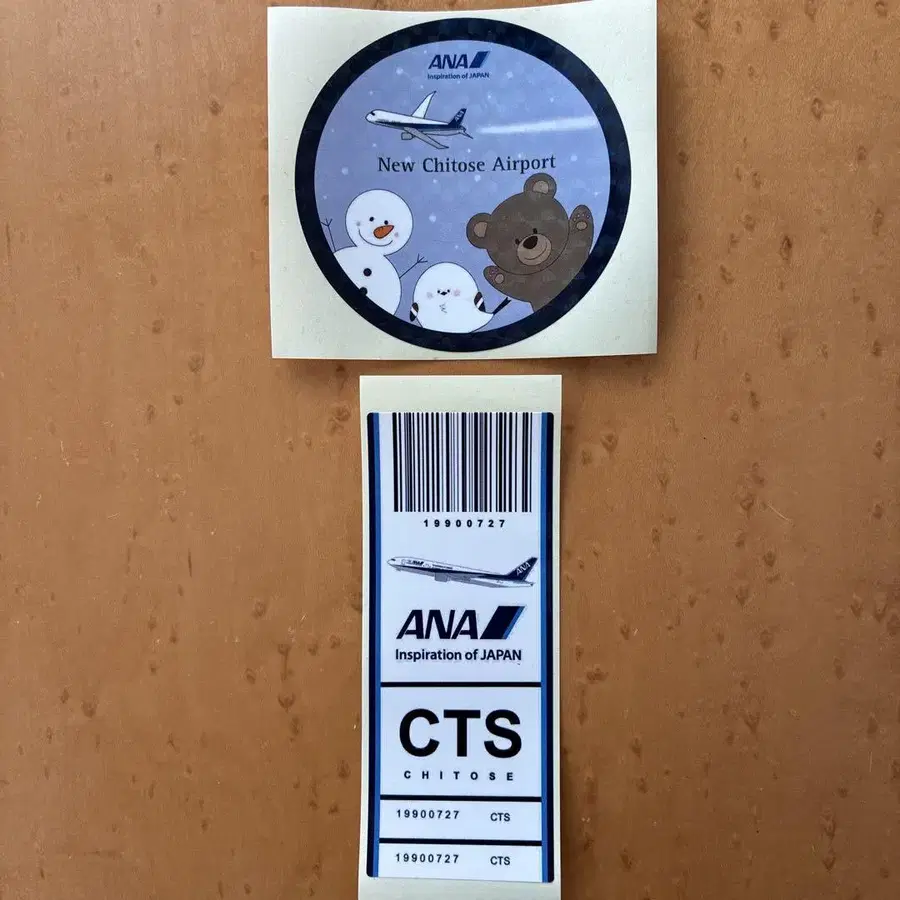 ANA
Inspiration of JAPAN
New Chitose Airport
19900727
ANA
Inspiration of JAPAN
CTS
CHITOSE
19900727 CTS
19900727 CTS